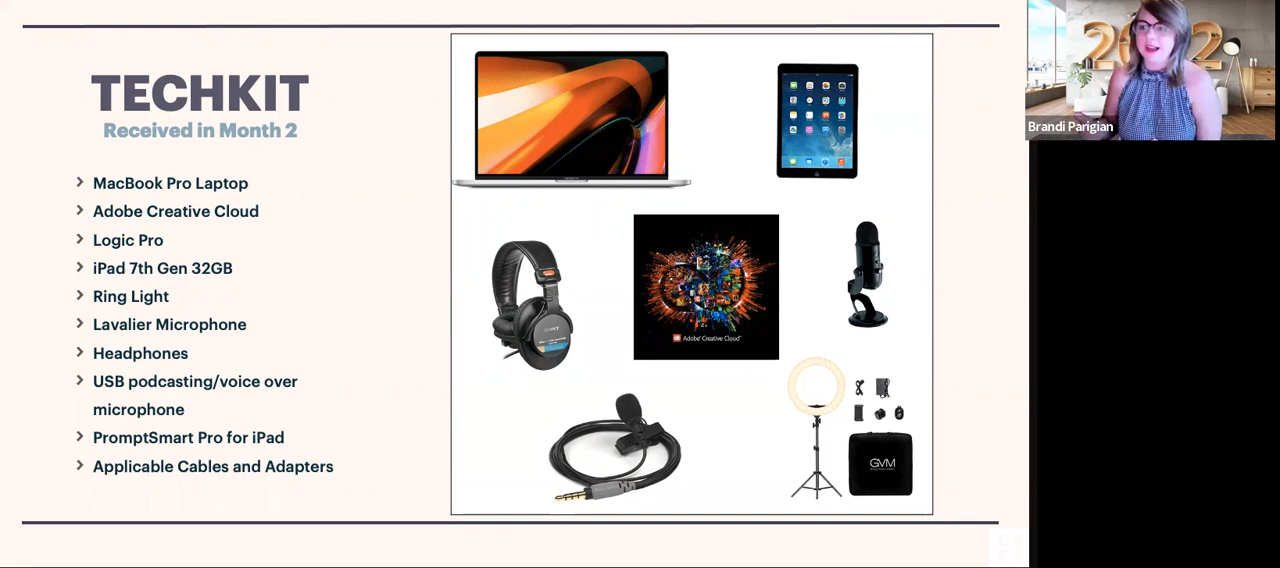 TECHKIT
Received in Month 2
MacBook Pro Laptop
Adobe Creative Cloud
Logic Pro
iPad 7th Gen 32GB
Ring Light
Lavalier Microphone
Headphones
USB podcasting/voice over
microphone
PromptSmart Pro for iPad
Applicable Cables and Adapters
Adobe Creative Cloud
GVM
2022
Brandi Parigian